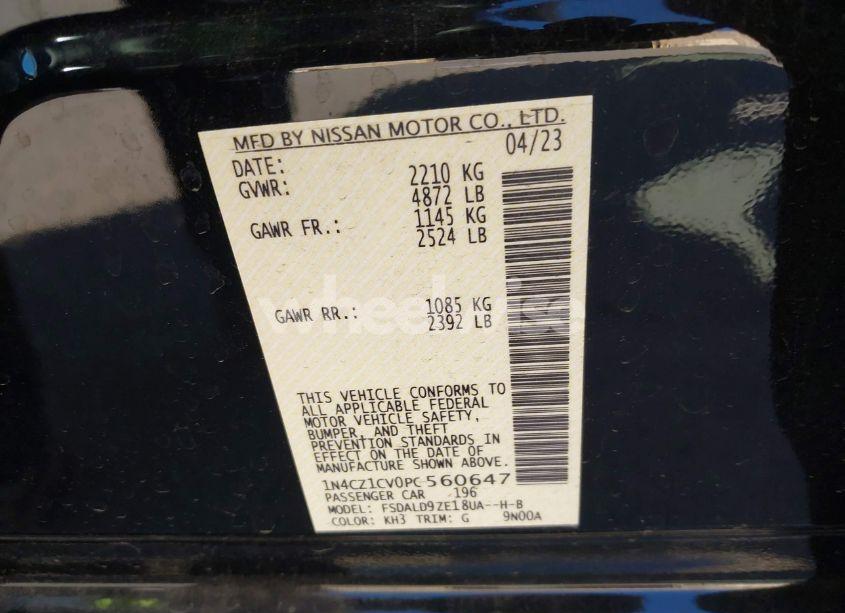 MFD BY NISSAN MOTOR CO., LTD.
DATE: 04/23
GVWR: 2210 KG
4872 LB
GAWR FR.: 1145 KG
2524 LB
GAWR RR.: 1085 KG
2392 LB
THIS VEHICLE CONFORMS TO
ALL APPLICABLE FEDERAL
MOTOR VEHICLE SAFETY,
BUMPER, AND THEFT
PREVENTION STANDARDS IN
EFFECT ON THE DATE OF
MANUFACTURE SHOWN ABOVE.
1N4CZ1CV0PC560647
PASSENGER CAR 196
MODEL: FSDALD9ZE18UA--H-B
COLOR: KH3 TRIM: G 9N00A
wheelwise